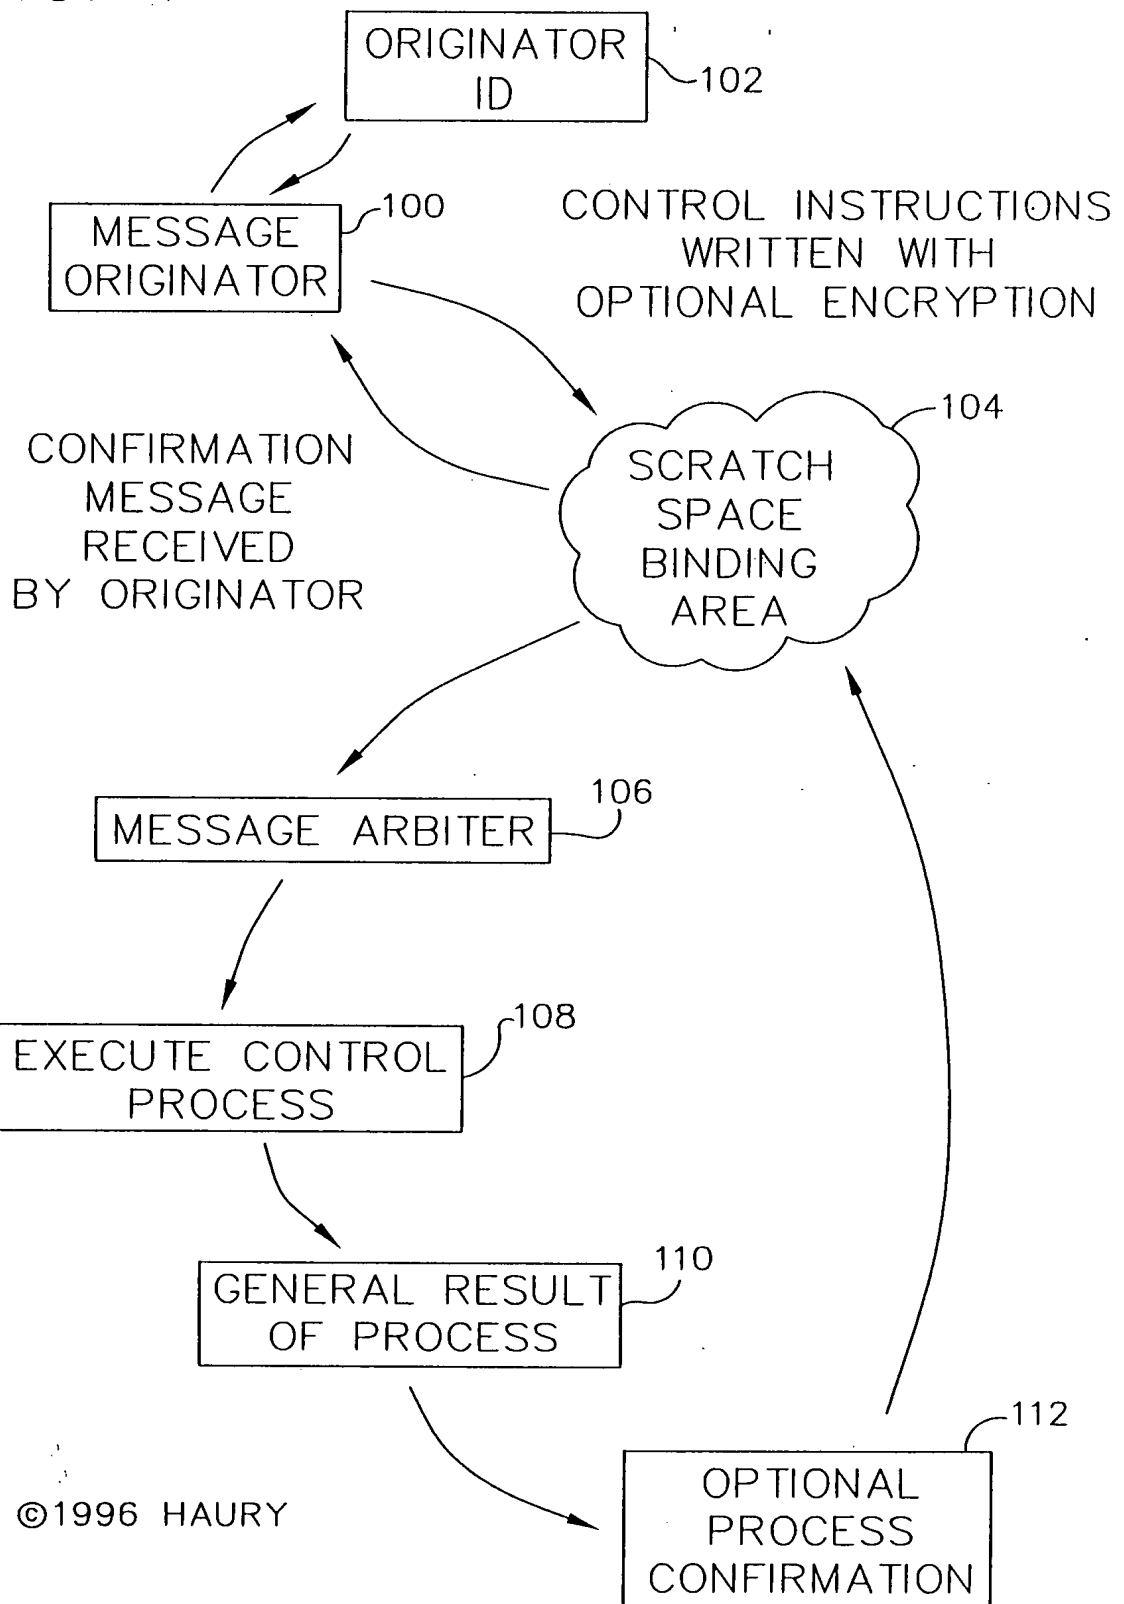 ORIGINATOR
ID
102
MESSAGE
ORIGINATOR
100
CONTROL INSTRUCTIONS
WRITTEN WITH
OPTIONAL ENCRYPTION
104
SCRATCH
SPACE
BINDING
AREA
CONFIRMATION
MESSAGE
RECEIVED
BY ORIGINATOR
106
MESSAGE ARBITER
108
EXECUTE CONTROL
PROCESS
110
GENERAL RESULT
OF PROCESS
112
OPTIONAL
PROCESS
CONFIRMATION
©1996 HAURY